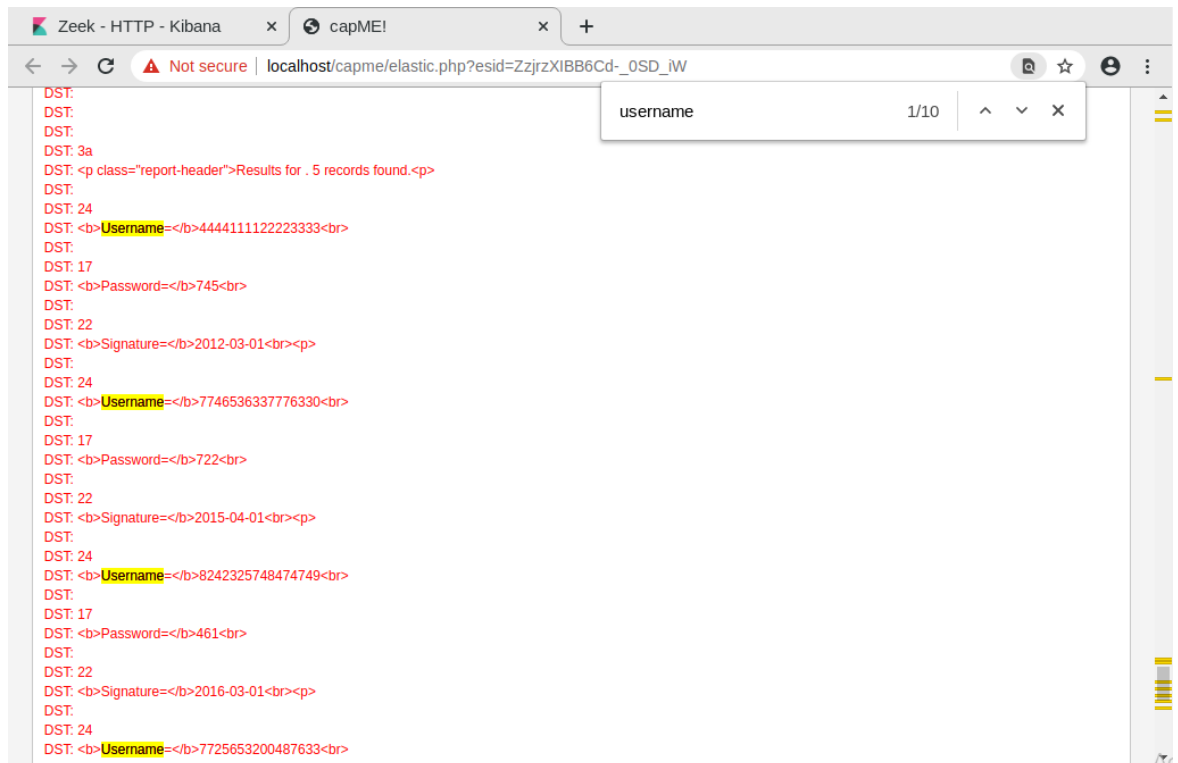 Zeek - HTTP - Kibana
capME!
Not secure
localhost/capme/elastic.php?esid=ZzjrzXIBB6Cd-_0SD_iW
username
1/10
DST:
DST:
DST:
DST: 3a
DST: <p class="report-header">Results for . 5 records found.<p>
DST:
DST: 24
DST: <b>Username=</b>4444111122223333<br>
DST:
DST: 17
DST: <b>Password=</b>745<br>
DST:
DST: 22
DST: <b>Signature=</b>2012-03-01<br><p>
DST:
DST: 24
DST: <b>Username=</b>7746536337776330<br>
DST:
DST: 17
DST: <b>Password=</b>722<br>
DST:
DST: 22
DST: <b>Signature=</b>2015-04-01<br><p>
DST:
DST: 24
DST: <b>Username=</b>8242325748474749<br>
DST:
DST: 17
DST: <b>Password=</b>461<br>
DST:
DST: 22
DST: <b>Signature=</b>2016-03-01<br><p>
DST:
DST: 24
DST: <b>Username=</b>7725653200487633<br>